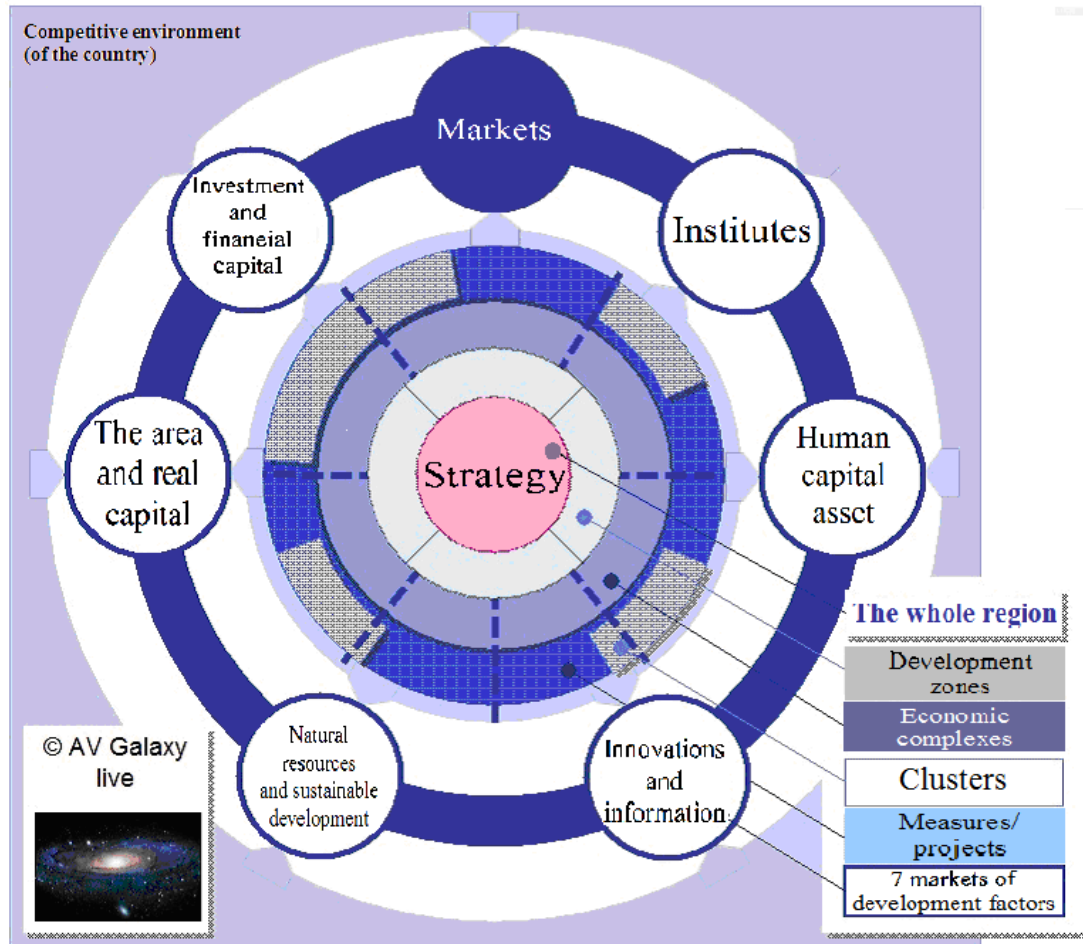 Competitive environment
(of the country)
Markets
Investment
and
finaneial
capital
Institutes
The area
and real
capital
Strategy
Human
capital
assct
Natural
resources
and sustainable
development
Innovations
and
information
The whole region
Development
zones
Economic
complexes
Clusters
Measures/
projects
7 markets of
development factors
© AV Galaxy
live